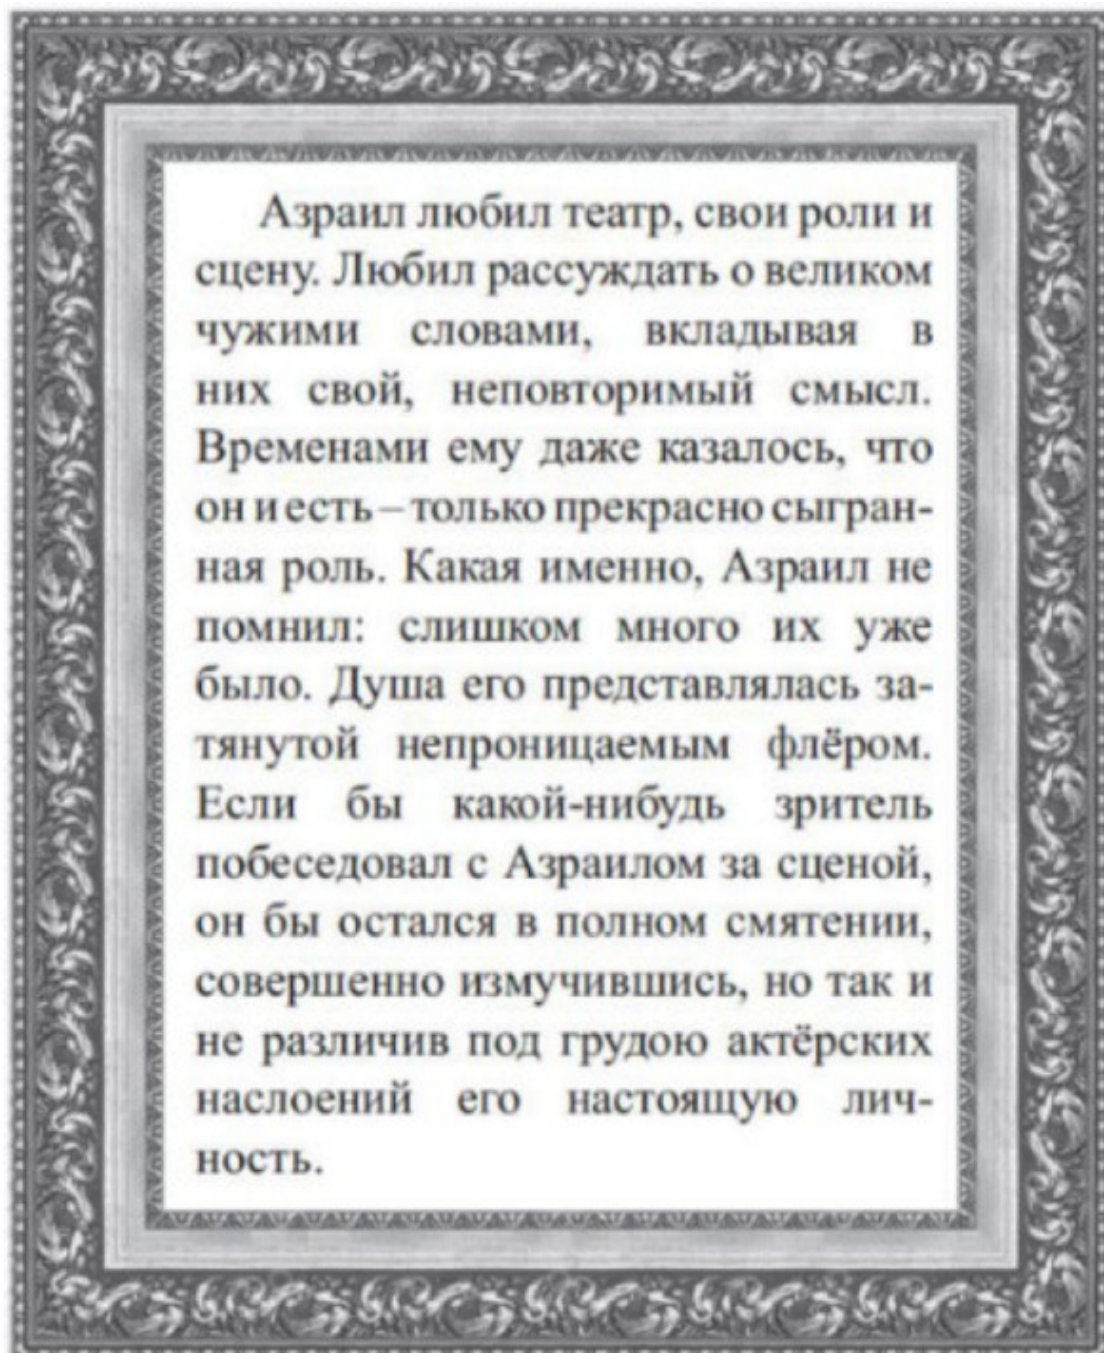 Азраил любил театр, свои роли и
сцену. Любил рассуждать о великом
чужими словами, вкладывая в
них свой, неповторимый смысл.
Временами ему даже казалось, что
он и есть – только прекрасно сыгран-
ная роль. Какая именно, Азраил не
помнил: слишком много их уже
было. Душа его представлялась за-
тянутой непроницаемым флёром.
Если бы какой-нибудь зритель
побеседовал с Азраилом за сценой,
он бы остался в полном смятении,
совершенно измучившись, но так и
не различив под грудою актёрских
наслоений его настоящую лич-
ность.